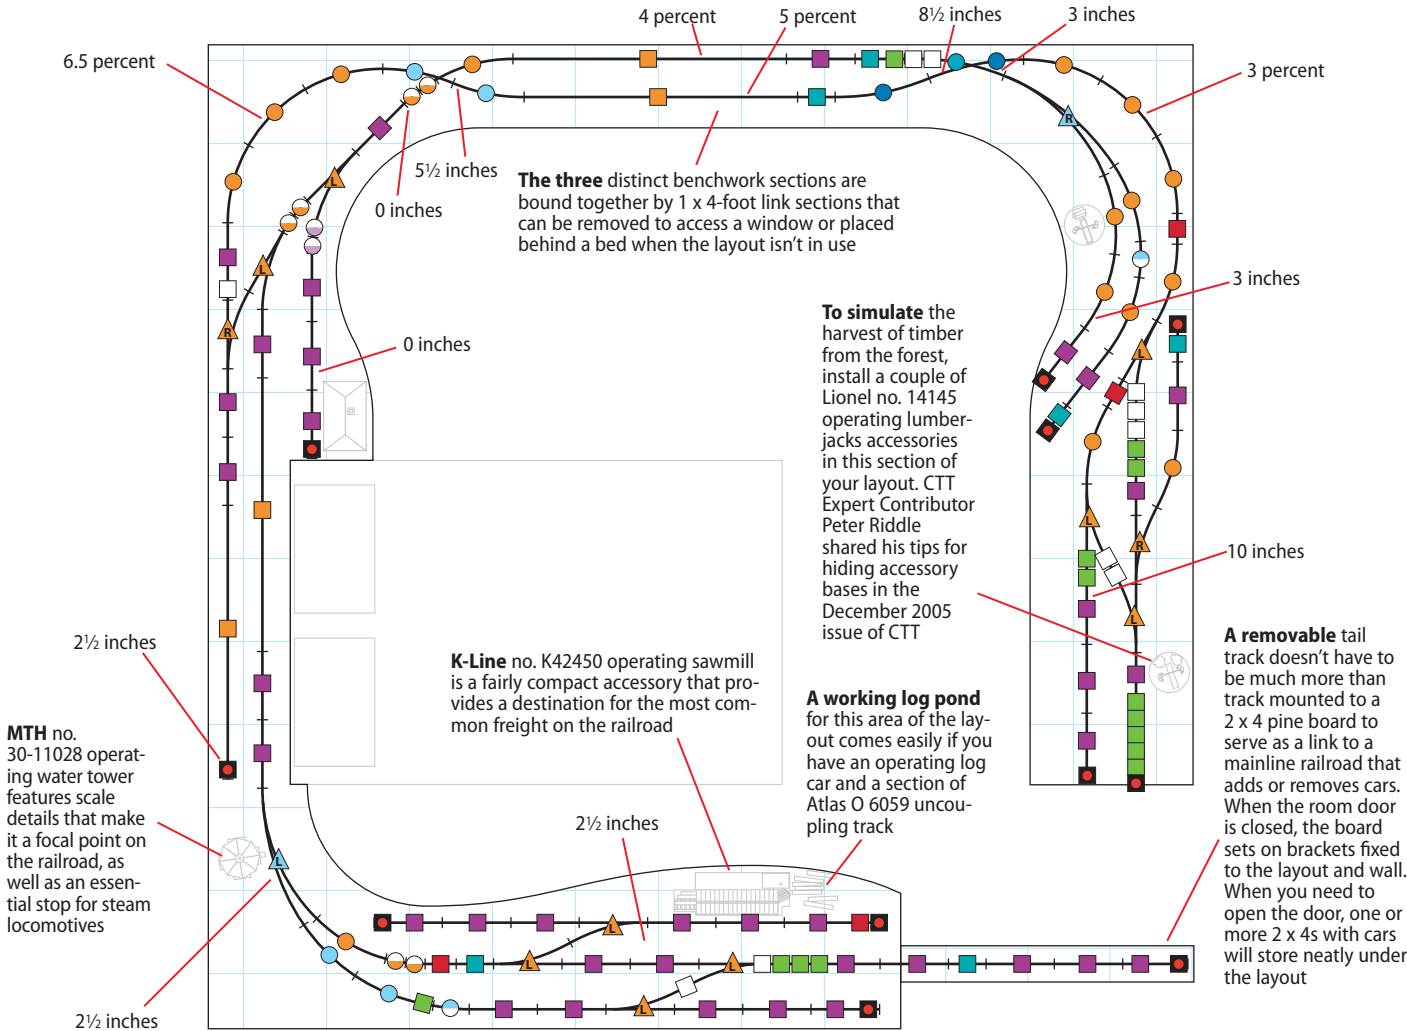 4 percent
5 percent
8½ inches
3 inches
6.5 percent
3 percent
R
5½ inches
0 inches
L
The three distinct benchwork sections are
bound together by 1 x 4-foot link sections that
can be removed to access a window or placed
behind a bed when the layout isn't in use
L
R
0 inches
3 inches
To simulate the
harvest of timber
from the forest,
install a couple of
Lionel no. 14145
operating lumber-
jacks accessories
in this section of
your layout. CTT
Expert Contributor
Peter Riddle
shared his tips for
hiding accessory
bases in the
December 2005
issue of CTT
L
L
R
10 inches
L
2½ inches
K-Line no. K42450 operating sawmill
is a fairly compact accessory that pro-
vides a destination for the most com-
mon freight on the railroad
A working log pond
for this area of the lay-
out comes easily if you
have an operating log
car and a section of
Atlas O 6059 uncou-
pling track
A removable tail
track doesn't have to
be much more than
track mounted to a
2 x 4 pine board to
serve as a link to a
mainline railroad that
adds or removes cars.
When the room door
is closed, the board
sets on brackets fixed
to the layout and wall.
When you need to
open the door, one or
more 2 x 4s with cars
will store neatly under
the layout
MTH no.
30-11028 operat-
ing water tower
features scale
details that make
it a focal point on
the railroad, as
well as an essen-
tial stop for steam
locomotives
2½ inches
L
L
L
L
L
2½ inches